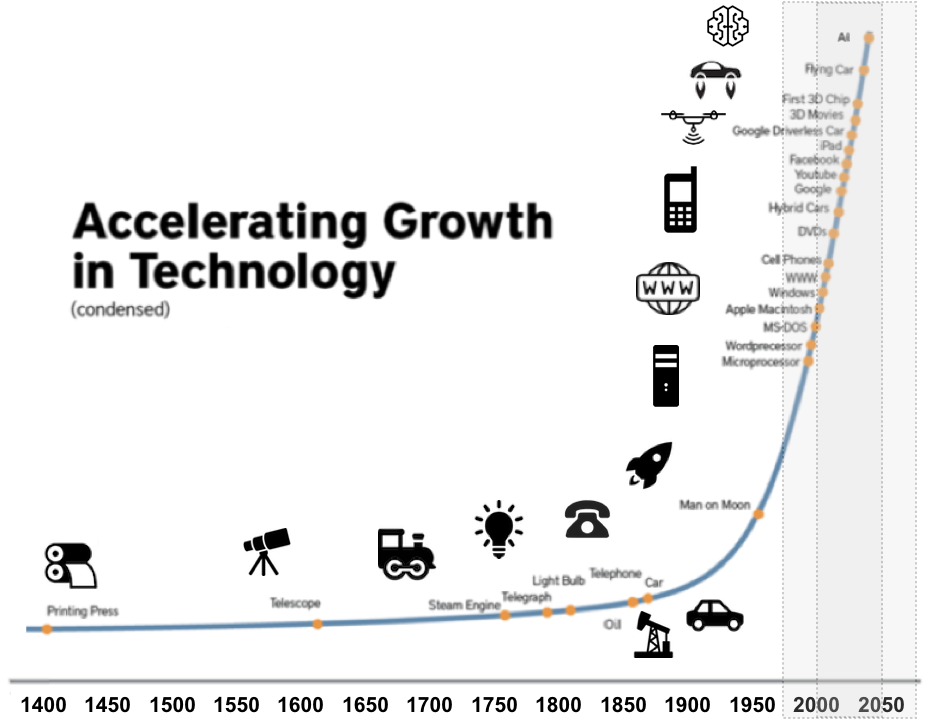 AI
Flying Car
First 3D Chip
3D Movies
Google Driverless Car
iPad
Facebook
Youtube
Google
Hybrid Cars
DVDs
Cell Phones
WWW
WWW
Windows
Apple Macintosh
MS-DOS
Wordprecessor
Microprocessor
Accelerating Growth
in Technology
(condensed)
Man on Moon
Printing Press
Telescope
Steam Engine
Telegraph
Light Bulb
Telephone
Car
Oil
1400 1450 1500 1550 1600 1650 1700 1750 1800 1850 1900 1950 2000 2050